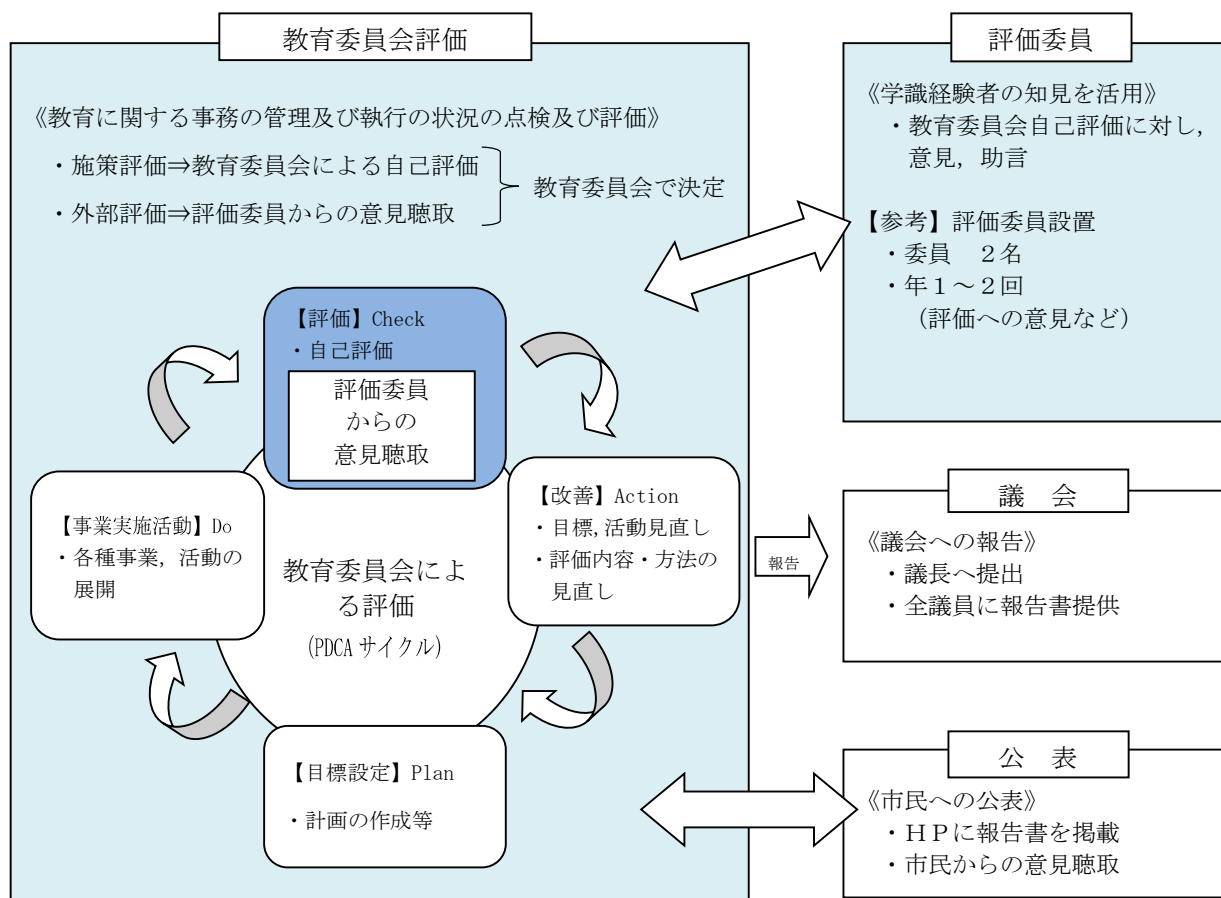 教育委員会評価
《教育に関する事務の管理及び執行の状況の点検及び評価》
・施策評価⇒教育委員会による自己評価
・外部評価⇒評価委員からの意見聴取
教育委員会で決定
【評価】Check
・自己評価
評価委員
からの
意見聴取
【事業実施活動】Do
・各種事業，活動の
展開
【改善】Action
・目標,活動見直し
・評価内容・方法の
見直し
教育委員会によ
る評価
(PDCAサイクル)
【目標設定】Plan
・計画の作成等
評価委員
《学識経験者の知見を活用》
・教育委員会自己評価に対し，
意見，助言
【参考】評価委員設置
・委員　２名
・年１～２回
（評価への意見など）
報告
議　会
《議会への報告》
・議長へ提出
・全議員に報告書提供
公　表
《市民への公表》
・ＨＰに報告書を掲載
・市民からの意見聴取